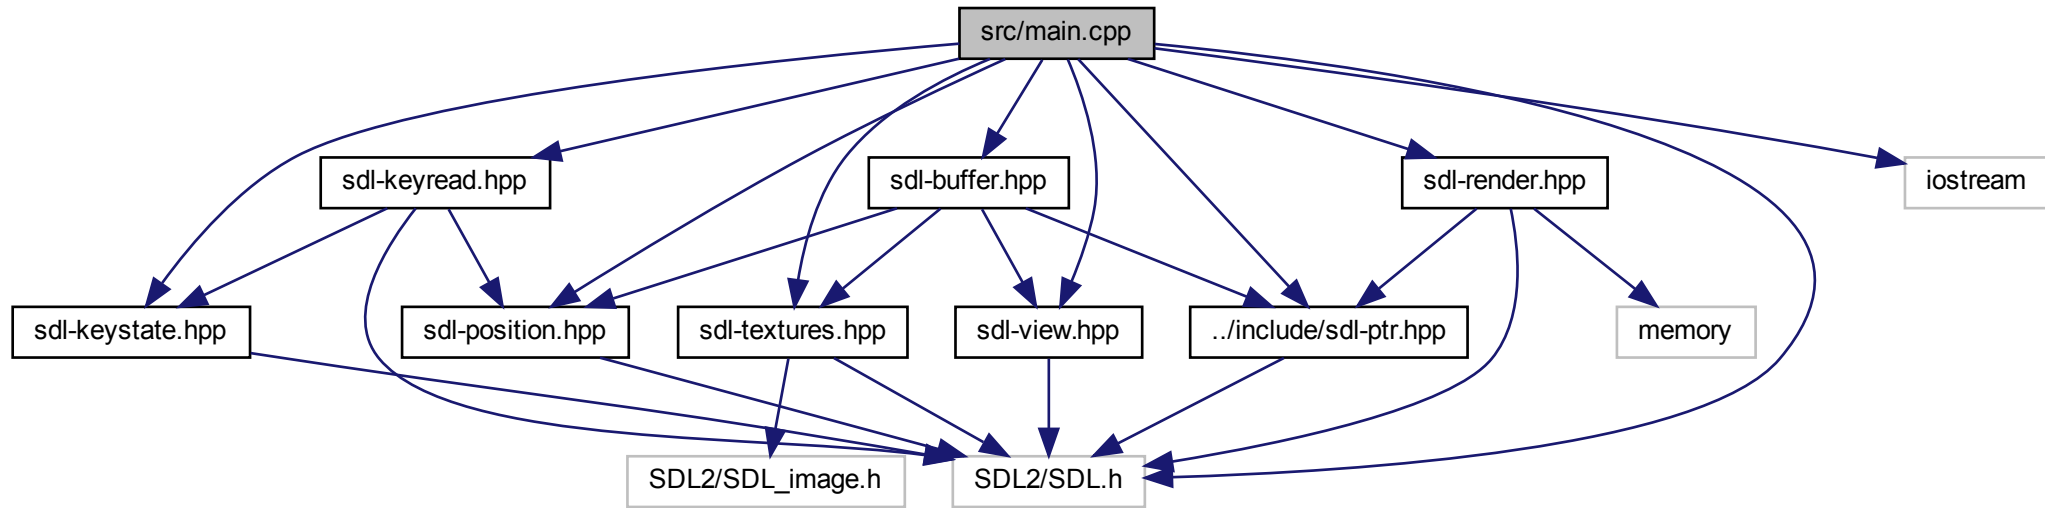 src/main.cpp
sdl-keyread.hpp
sdl-buffer.hpp
sdl-render.hpp
iostream
sdl-keystate.hpp
sdl-position.hpp
sdl-textures.hpp
sdl-view.hpp
../include/sdl-ptr.hpp
memory
SDL2/SDL_image.h
SDL2/SDL.h